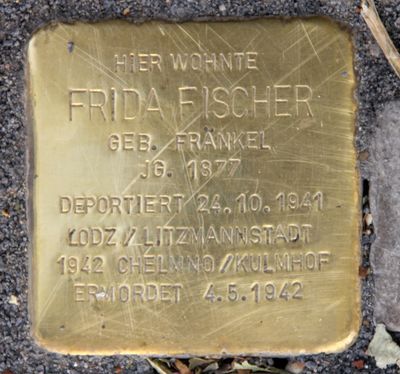 HIER WOHNTE
FRIDA FISCHER
GEB. FRÄNKEL
JG. 1877
DEPORTIERT 24.10.1941
LODZ/LITZMANNSTADT
1942 CHELMNO/KULMHOF
ERMORDET 4.5.1942